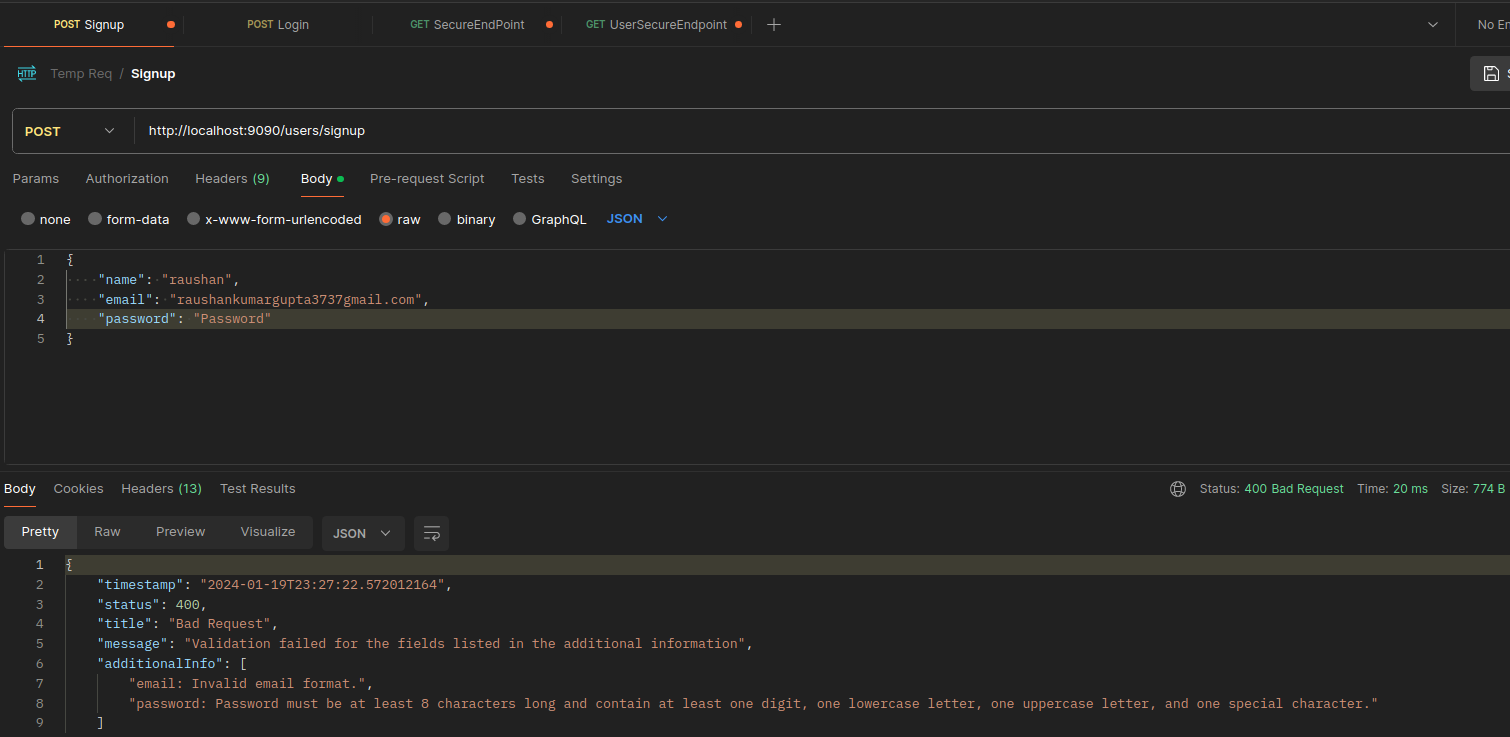 POST Signup POST Login GET SecureEndPoint GET UserSecureEndpoint No En
HTTP Temp Req / Signup
POST http://localhost:9090/users/signup
Params Authorization Headers (9) Body Pre-request Script Tests Settings
none form-data x-www-form-urlencoded raw binary GraphQL JSON
1 {
2 "name": "raushan",
3 "email": "raushankumargupta3737gmail.com",
4 "password": "Password"
5 }
Body Cookies Headers (13) Test Results Status: 400 Bad Request Time: 20 ms Size: 774 B
Pretty Raw Preview Visualize JSON
1 {
2 "timestamp": "2024-01-19T23:27:22.572012164",
3 "status": 400,
4 "title": "Bad Request",
5 "message": "Validation failed for the fields listed in the additional information",
6 "additionalInfo": [
7 "email: Invalid email format.",
8 "password: Password must be at least 8 characters long and contain at least one digit, one lowercase letter, one uppercase letter, and one special character."
9 ]